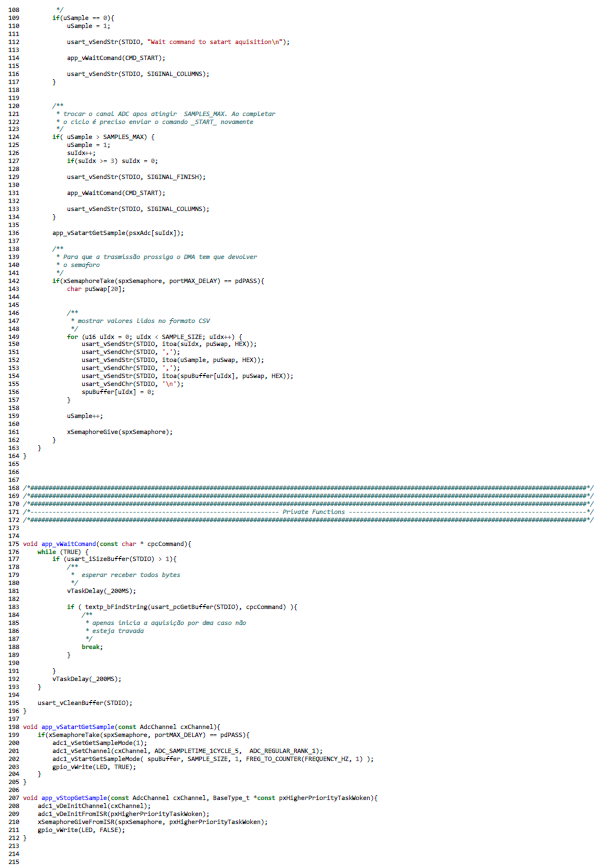 108 */
109 if(uSample == 0){
110 uSample = 1;
111
112 usart_vSendStr(STDIO, "Wait command to satart aquisition\n");
113
114 app_vWaitComand(CMD_START);
115
116 usart_vSendStr(STDIO, SIGINAL_COLUMNS);
117 }
118
119
120 /**
121 * trocar o canal ADC apos atingir SAMPLES_MAX. Ao completar
122 * o ciclo é preciso enviar o comando _START_ novamente
123 */
124 if( uSample > SAMPLES_MAX) {
125 uSample = 1;
126 suIdx++;
127 if(suIdx >= 3) suIdx = 0;
128
129 usart_vSendStr(STDIO, SIGINAL_FINISH);
130
131 app_vWaitComand(CMD_START);
132
133 usart_vSendStr(STDIO, SIGINAL_COLUMNS);
134 }
135
136 app_vSatartGetSample(psxAdc[suIdx]);
137
138 /**
139 * Para que a trasmissão prossiga o DMA tem que devolver
140 * o semaforo
141 */
142 if(xSemaphoreTake(spxSemaphore, portMAX_DELAY) == pdPASS){
143 char puSwap[20];
144
145
146 /**
147 * mostrar valores lidos no formato CSV
148 */
149 for (u16 uIdx = 0; uIdx < SAMPLE_SIZE; uIdx++) {
150 usart_vSendStr(STDIO, itoa(suIdx, puSwap, HEX));
151 usart_vSendChr(STDIO, ',');
152 usart_vSendStr(STDIO, itoa(uSample, puSwap, HEX));
153 usart_vSendChr(STDIO, ',');
154 usart_vSendStr(STDIO, itoa(spuBuffer[uIdx], puSwap, HEX));
155 usart_vSendChr(STDIO, '\n');
156 spuBuffer[uIdx] = 0;
157 }
158
159 uSample++;
160
161 xSemaphoreGive(spxSemaphore);
162 }
163 }
164 }
165
166
167
168 /*############################################################*/
169 /*############################################################*/
170 /*############################################################*/
171 /*------------------------------ Private Functions ------------------------------*/
172 /*############################################################*/
173
174
175 void app_vWaitComand(const char * cpcCommand){
176 while (TRUE) {
177 if (usart_iSizeBuffer(STDIO) > 1){
178 /**
179 * esperar receber todos bytes
180 */
181 vTaskDelay(_200MS);
182
183 if ( textp_bFindString(usart_pcGetBuffer(STDIO), cpcCommand) ){
184 /**
185 * apenas inicia a aquisição por dma caso não
186 * esteja travada
187 */
188 break;
189 }
190
191 }
192 vTaskDelay(_200MS);
193 }
194
195 usart_vCleanBuffer(STDIO);
196 }
197
198 void app_vSatartGetSample(const AdcChannel cxChannel){
199 if(xSemaphoreTake(spxSemaphore, portMAX_DELAY) == pdPASS){
200 adc1_vSetGetSampleMode(1);
201 adc1_vSetChannel(cxChannel, ADC_SAMPLETIME_1CYCLE_5, ADC_REGULAR_RANK_1);
202 adc1_vStartGetSampleMode( spuBuffer, SAMPLE_SIZE, 1, FREG_TO_COUNTER(FREQUENCY_HZ, 1) );
203 gpio_vWrite(LED, TRUE);
204 }
205 }
206
207 void app_vStopGetSample(const AdcChannel cxChannel, BaseType_t *const pxHigherPriorityTaskWoken){
208 adc1_vDeInitChannel(cxChannel);
209 adc1_vDeinitFromISR(pxHigherPriorityTaskWoken);
210 xSemaphoreGiveFromISR(spxSemaphore, pxHigherPriorityTaskWoken);
211 gpio_vWrite(LED, FALSE);
212 }
213
214
215